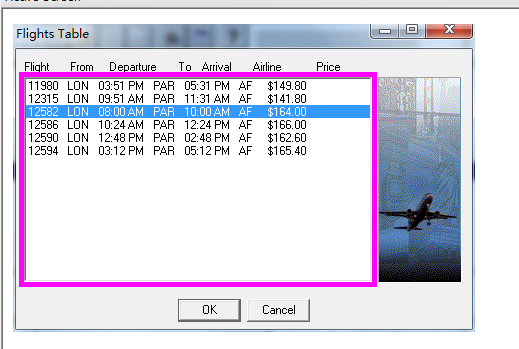 Flights Table
Flight From Departure To Arrival Airline Price
11980 LON 03:51 PM PAR 05:31 PM AF $149.80
12315 LON 09:51 AM PAR 11:31 AM AF $141.80
12582 LON 08:00 AM PAR 10:00 AM AF $164.00
12586 LON 10:24 AM PAR 12:24 PM AF $166.00
12590 LON 12:48 PM PAR 02:48 PM AF $162.60
12594 LON 03:12 PM PAR 05:12 PM AF $165.40
OK Cancel